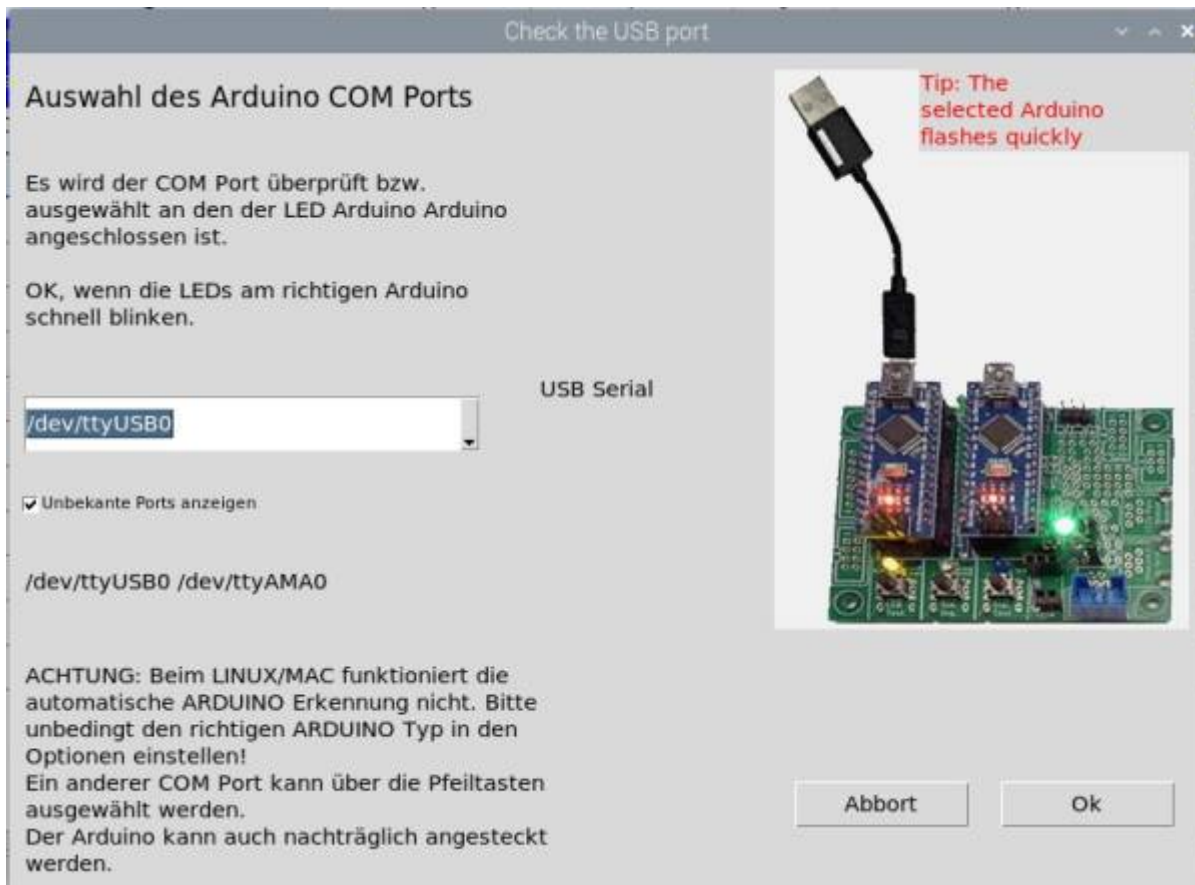 Check the USB port
Auswahl des Arduino COM Ports
Tip: The
selected Arduino
flashes quickly
Es wird der COM Port überprüft bzw.
ausgewählt an den der LED Arduino Arduino
angeschlossen ist.
OK, wenn die LEDs am richtigen Arduino
schnell blinken.
USB Serial
/dev/ttyUSB0
Unbekante Ports anzeigen
/dev/ttyUSB0 /dev/ttyAMA0
ACHTUNG: Beim LINUX/MAC funktioniert die
automatische ARDUINO Erkennung nicht. Bitte
unbedingt den richtigen ARDUINO Typ in den
Optionen einstellen!
Ein anderer COM Port kann über die Pfeiltasten
ausgewählt werden.
Der Arduino kann auch nachträglich angesteckt
werden.
Abbort
Ok